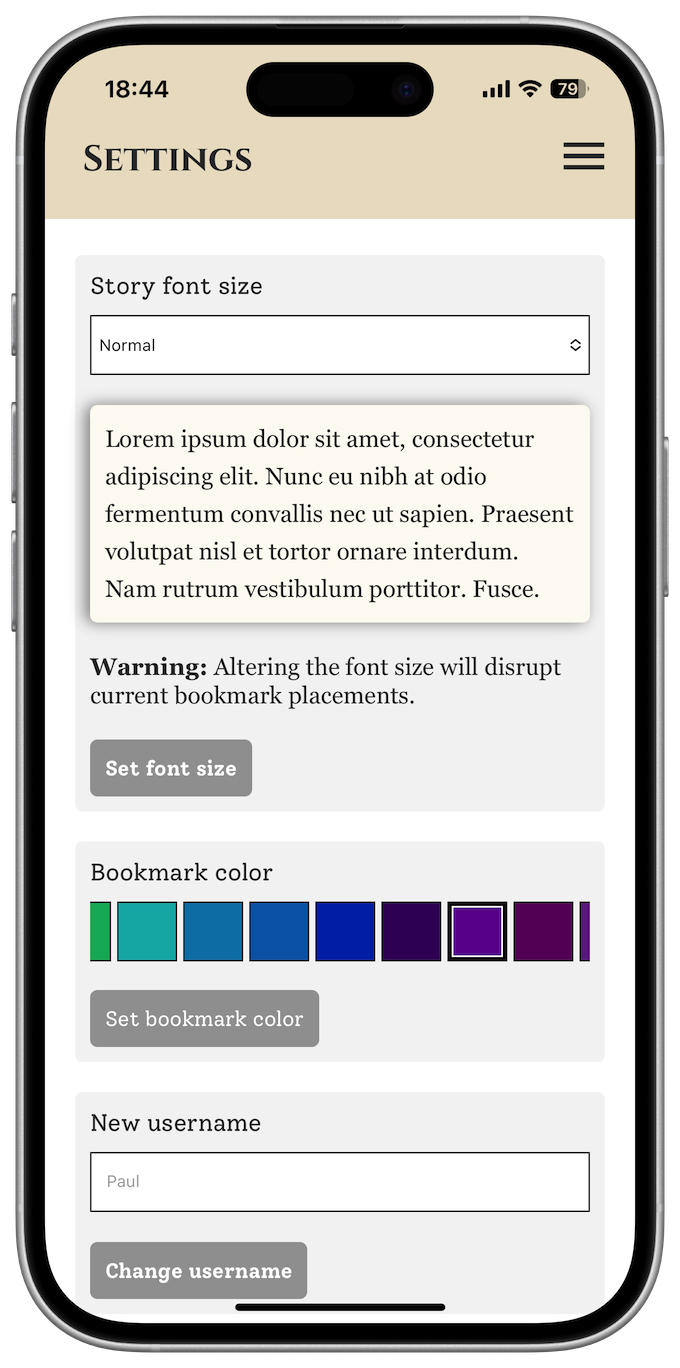 18:44
79
Settings
Story font size
Normal
Lorem ipsum dolor sit amet, consectetur
adipiscing elit. Nunc eu nibh at odio
fermentum convallis nec ut sapien. Praesent
volutpat nisl et tortor ornare interdum.
Nam rutrum vestibulum porttitor. Fusce.
Warning: Altering the font size will disrupt
current bookmark placements.
Set font size
Bookmark color
Set bookmark color
New username
Paul
Change username